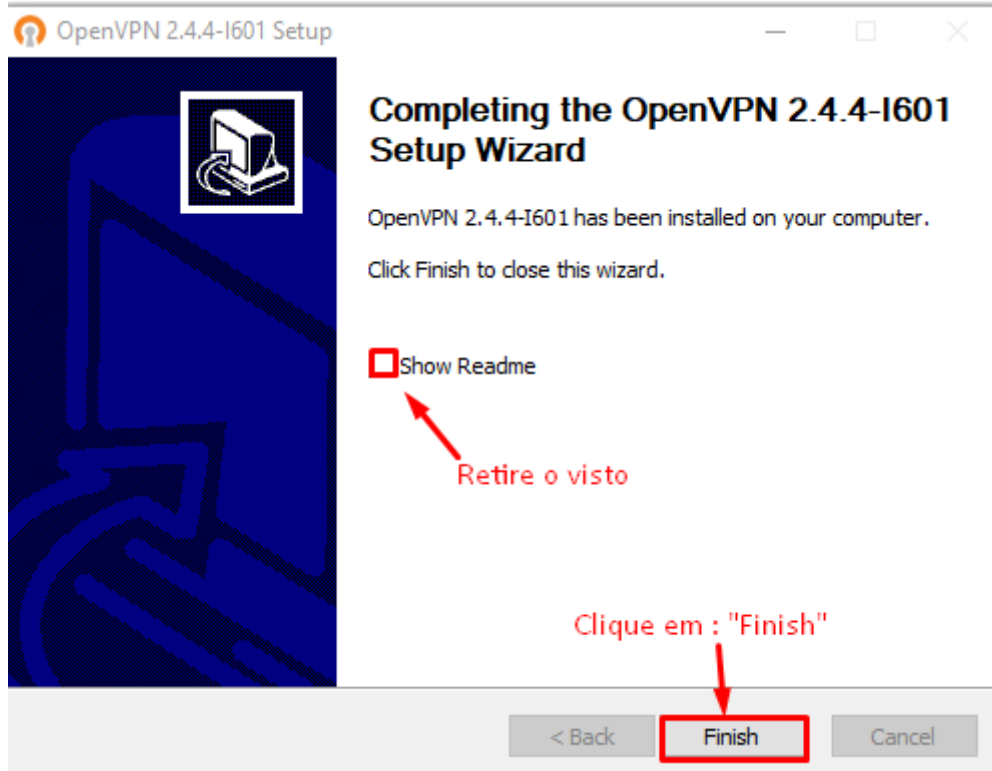 OpenVPN 2.4.4-I601 Setup
Completing the OpenVPN 2.4.4-I601
Setup Wizard
OpenVPN 2.4.4-I601 has been installed on your computer.
Click Finish to close this wizard.
Show Readme
Retire o visto
Clique em : "Finish"
< Back Finish Cancel